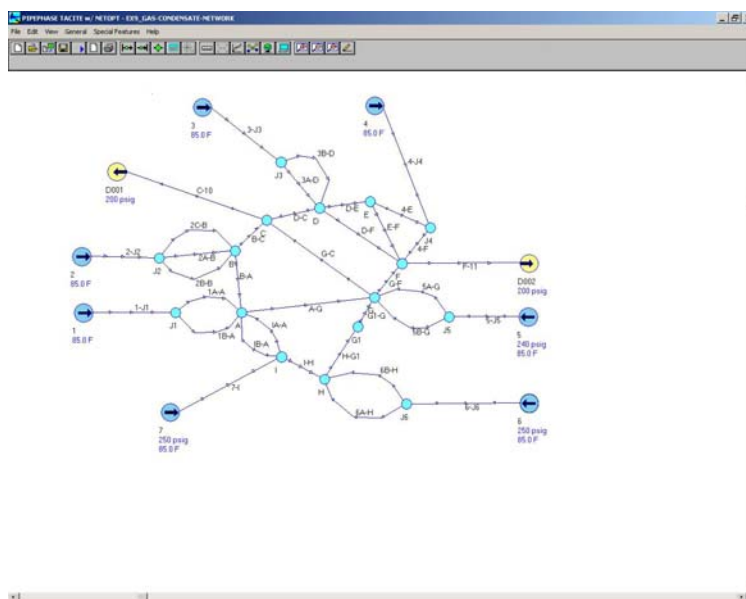 PIPEPHASE TACITE w/ NETOPT - EX9_GAS-CONDENSATE-NETWORK
File Edit View General Special Features Help
3
85.0 F
4
85.0 F
3-J3
3B-D
J3
3A-D
4-J4
D001
200 psig
C-10
D-E
E
4-E
D-C
D
2C-B
C
E-F
J4
B-C
D-F
4-F
2-J2
2A-B
B
G-C
J2
F
F-11
D002
200 psig
2
85.0 F
2B-B
B-A
G-F
5A-G
1-J1
1A-A
A-G
G
J1
A
G1-G
J5
5-J5
1
85.0 F
1B-A
IA-A
G1
5B-G
5
240 psig
85.0 F
IB-A
I-H
H-G1
I
6B-H
7-I
H
6A-H
J6
6-J6
7
250 psig
85.0 F
6
250 psig
85.0 F